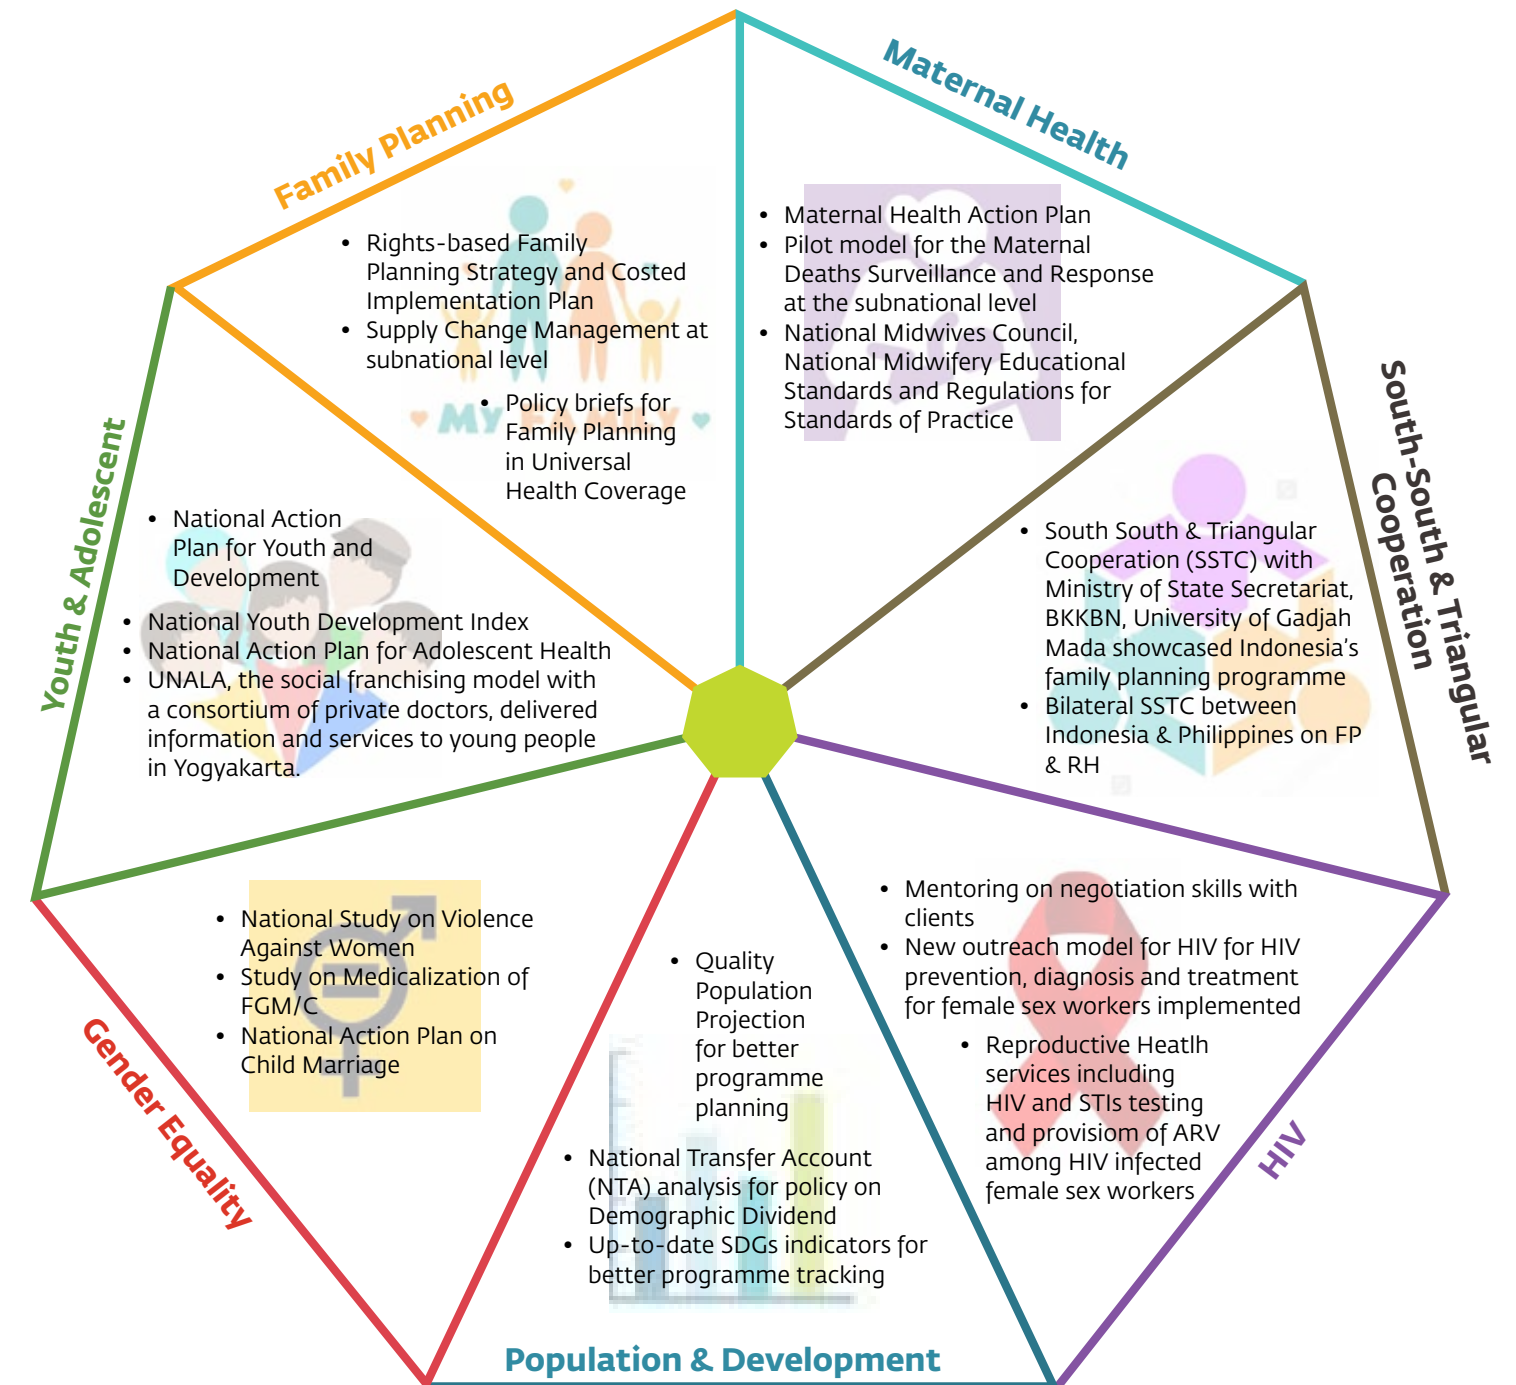 Family Planning
• Rights-based Family
Planning Strategy and Costed
Implementation Plan
• Supply Change Management at
subnational level
• Policy briefs for
Family Planning
in Universal
Health Coverage
MY FAMILY
Maternal Health
• Maternal Health Action Plan
• Pilot model for the Maternal
Deaths Surveillance and Response
at the subnational level
• National Midwives Council,
National Midwifery Educational
Standards and Regulations for
Standards of Practice
South-South & Triangular
Cooperation
• South South & Triangular
Cooperation (SSTC) with
Ministry of State Secretariat,
BKKBN, University of Gadjah
Mada showcased Indonesia's
family planning programme
• Bilateral SSTC between
Indonesia & Philippines on FP
& RH
Youth & Adolescent
• National Action
Plan for Youth and
Development
• National Youth Development Index
• National Action Plan for Adolescent Health
• UNALA, the social franchising model with
a consortium of private doctors, delivered
information and services to young people
in Yogyakarta.
Gender Equality
• National Study on Violence
Against Women
• Study on Medicalization of
FGM/C
• National Action Plan on
Child Marriage
• Quality
Population
Projection
for better
programme
planning
• National Transfer Account
(NTA) analysis for policy on
Demographic Dividend
• Up-to-date SDGs indicators for
better programme tracking
Population & Development
• Mentoring on negotiation skills with
clients
• New outreach model for HIV for HIV
prevention, diagnosis and treatment
for female sex workers implemented
• Reproductive Heatlh
services including
HIV and STIs testing
and provisiom of ARV
among HIV infected
female sex workers
HIV